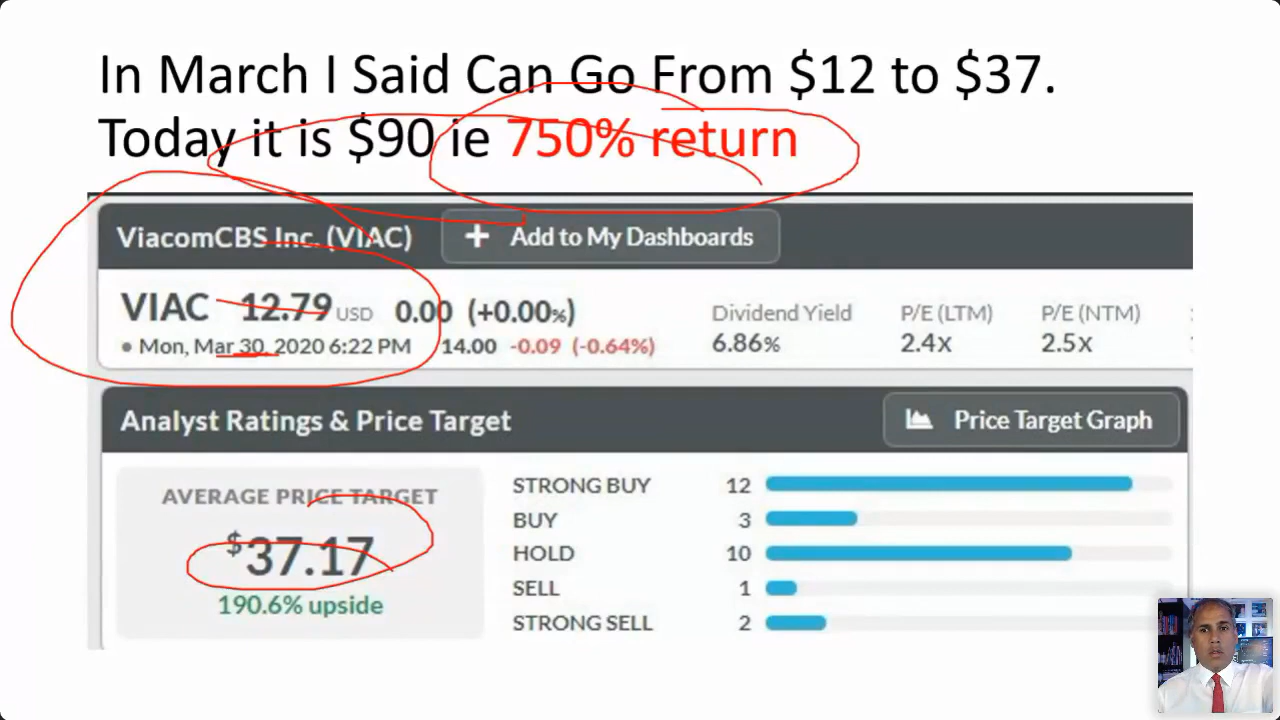 In March I Said Can Go From $12 to $37.
Today it is $90 ie 750% return
ViacomCBS Inc. (VIAC) + Add to My Dashboards
VIAC 12.79 USD 0.00 (+0.00%) Dividend Yield P/E (LTM) P/E (NTM)
• Mon, Mar 30, 2020 6:22 PM 14.00 -0.09 (-0.64%) 6.86% 2.4x 2.5x
Analyst Ratings & Price Target Price Target Graph
AVERAGE PRICE TARGET
$37.17
190.6% upside
STRONG BUY 12
BUY 3
HOLD 10
SELL 1
STRONG SELL 2